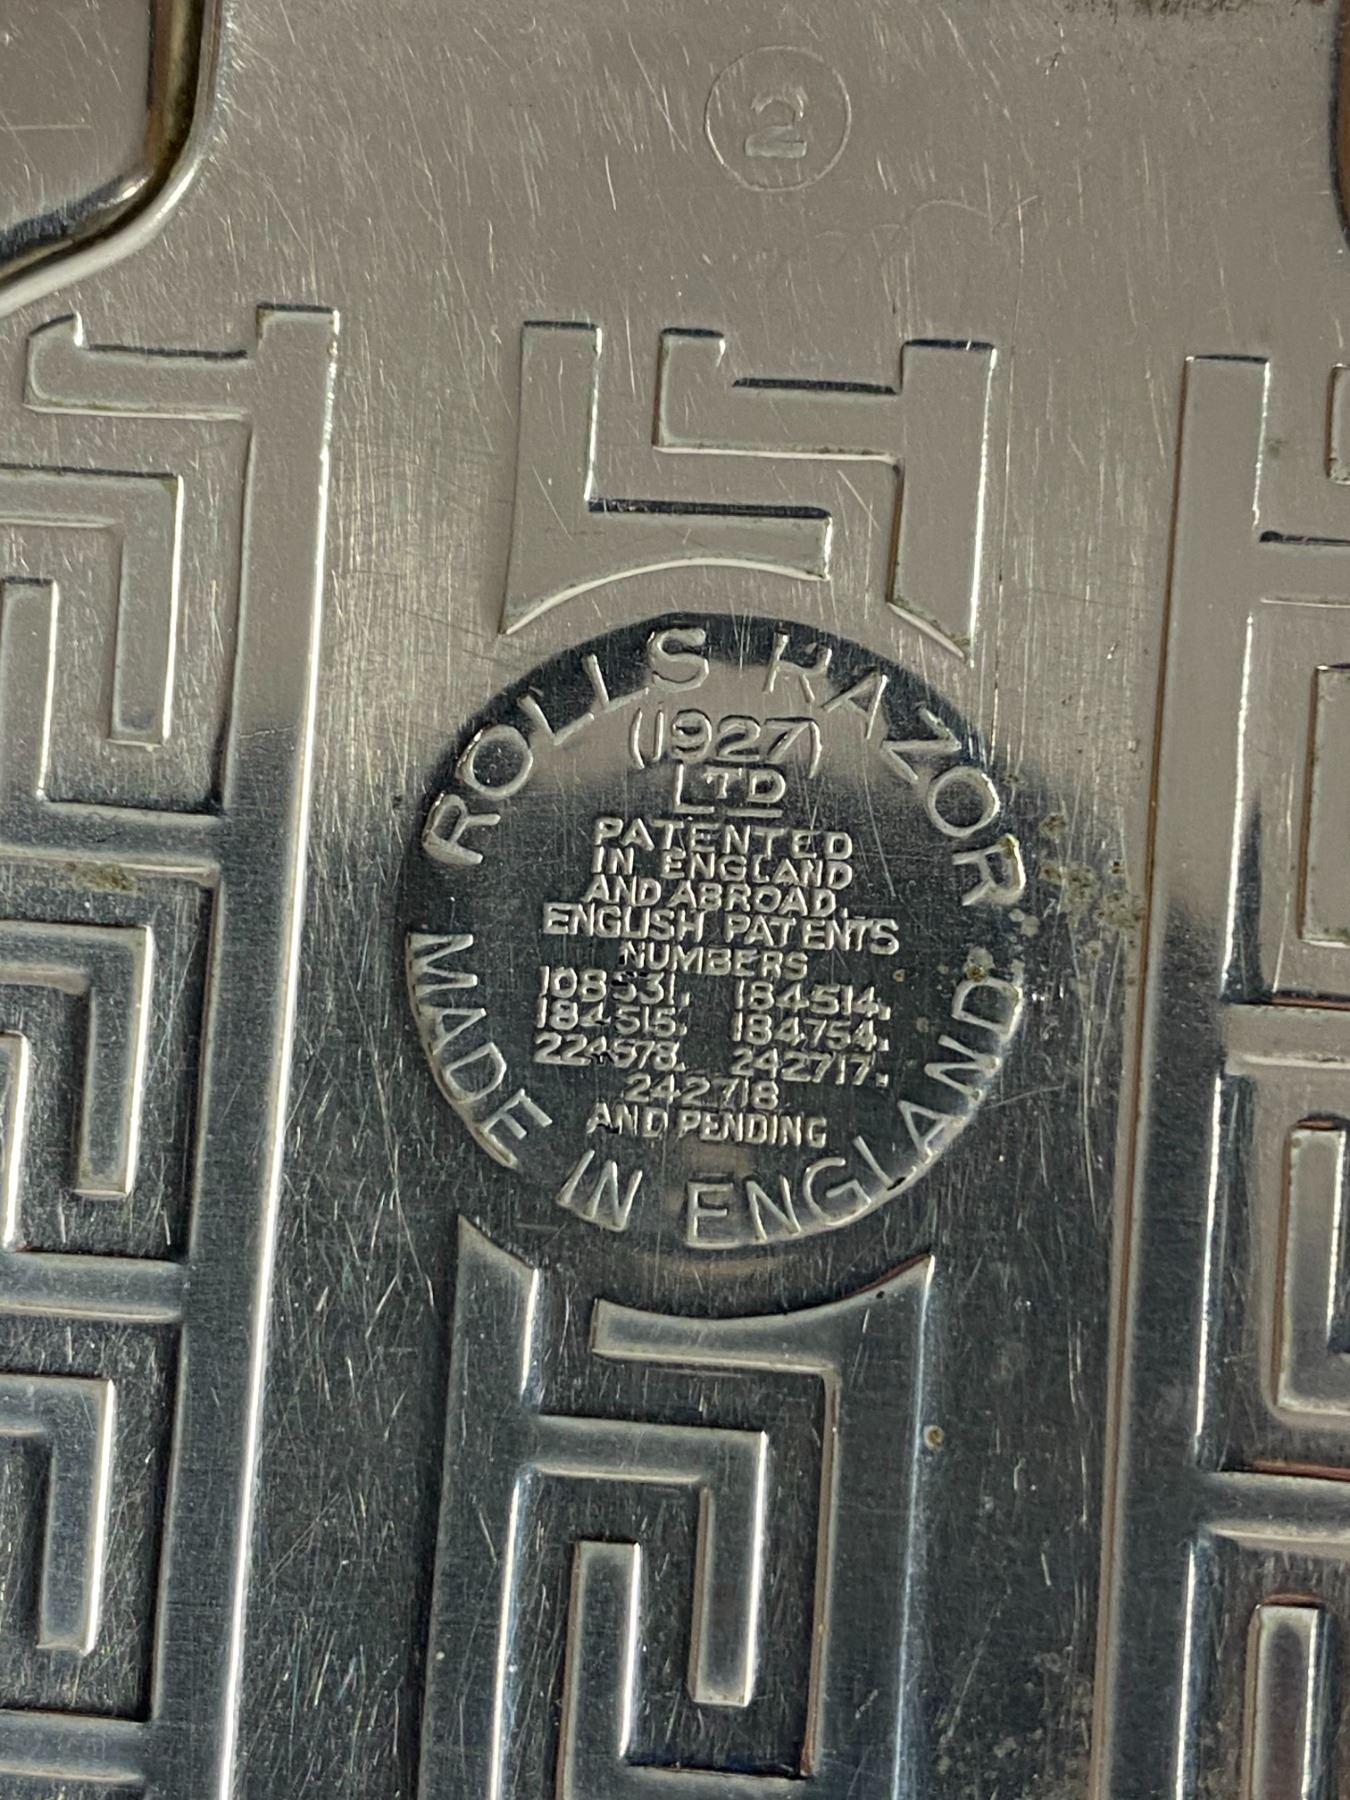 2
ROLLS RAZOR
(1927)
LTD
PATENTED
IN ENGLAND
AND ABROAD.
ENGLISH PATENTS
NUMBERS
108531. 184514.
184515. 184754.
224578. 242717.
242718
AND PENDING
MADE IN ENGLAND